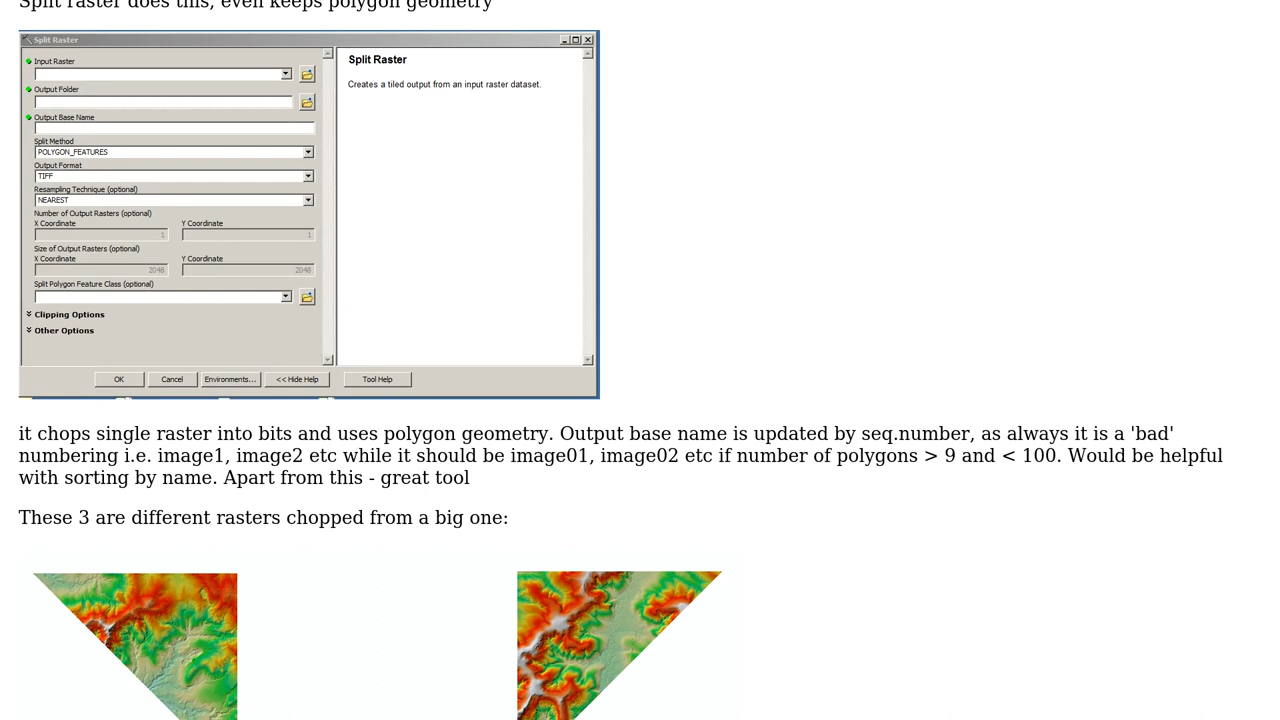 Split raster does this, even keeps polygon geometry
Split Raster
Input Raster
Output Folder
Output Base Name
Split Method
POLYGON_FEATURES
Output Format
TIFF
Resampling Technique (optional)
NEAREST
Number of Output Rasters (optional)
X Coordinate Y Coordinate
1 1
Size of Output Rasters (optional)
X Coordinate Y Coordinate
2048 2048
Split Polygon Feature Class (optional)
Clipping Options
Other Options
Split Raster
Creates a tiled output from an input raster dataset.
OK Cancel Environments... << Hide Help Tool Help
it chops single raster into bits and uses polygon geometry. Output base name is updated by seq.number, as always it is a 'bad'
numbering i.e. image1, image2 etc while it should be image01, image02 etc if number of polygons > 9 and < 100. Would be helpful
with sorting by name. Apart from this - great tool
These 3 are different rasters chopped from a big one: